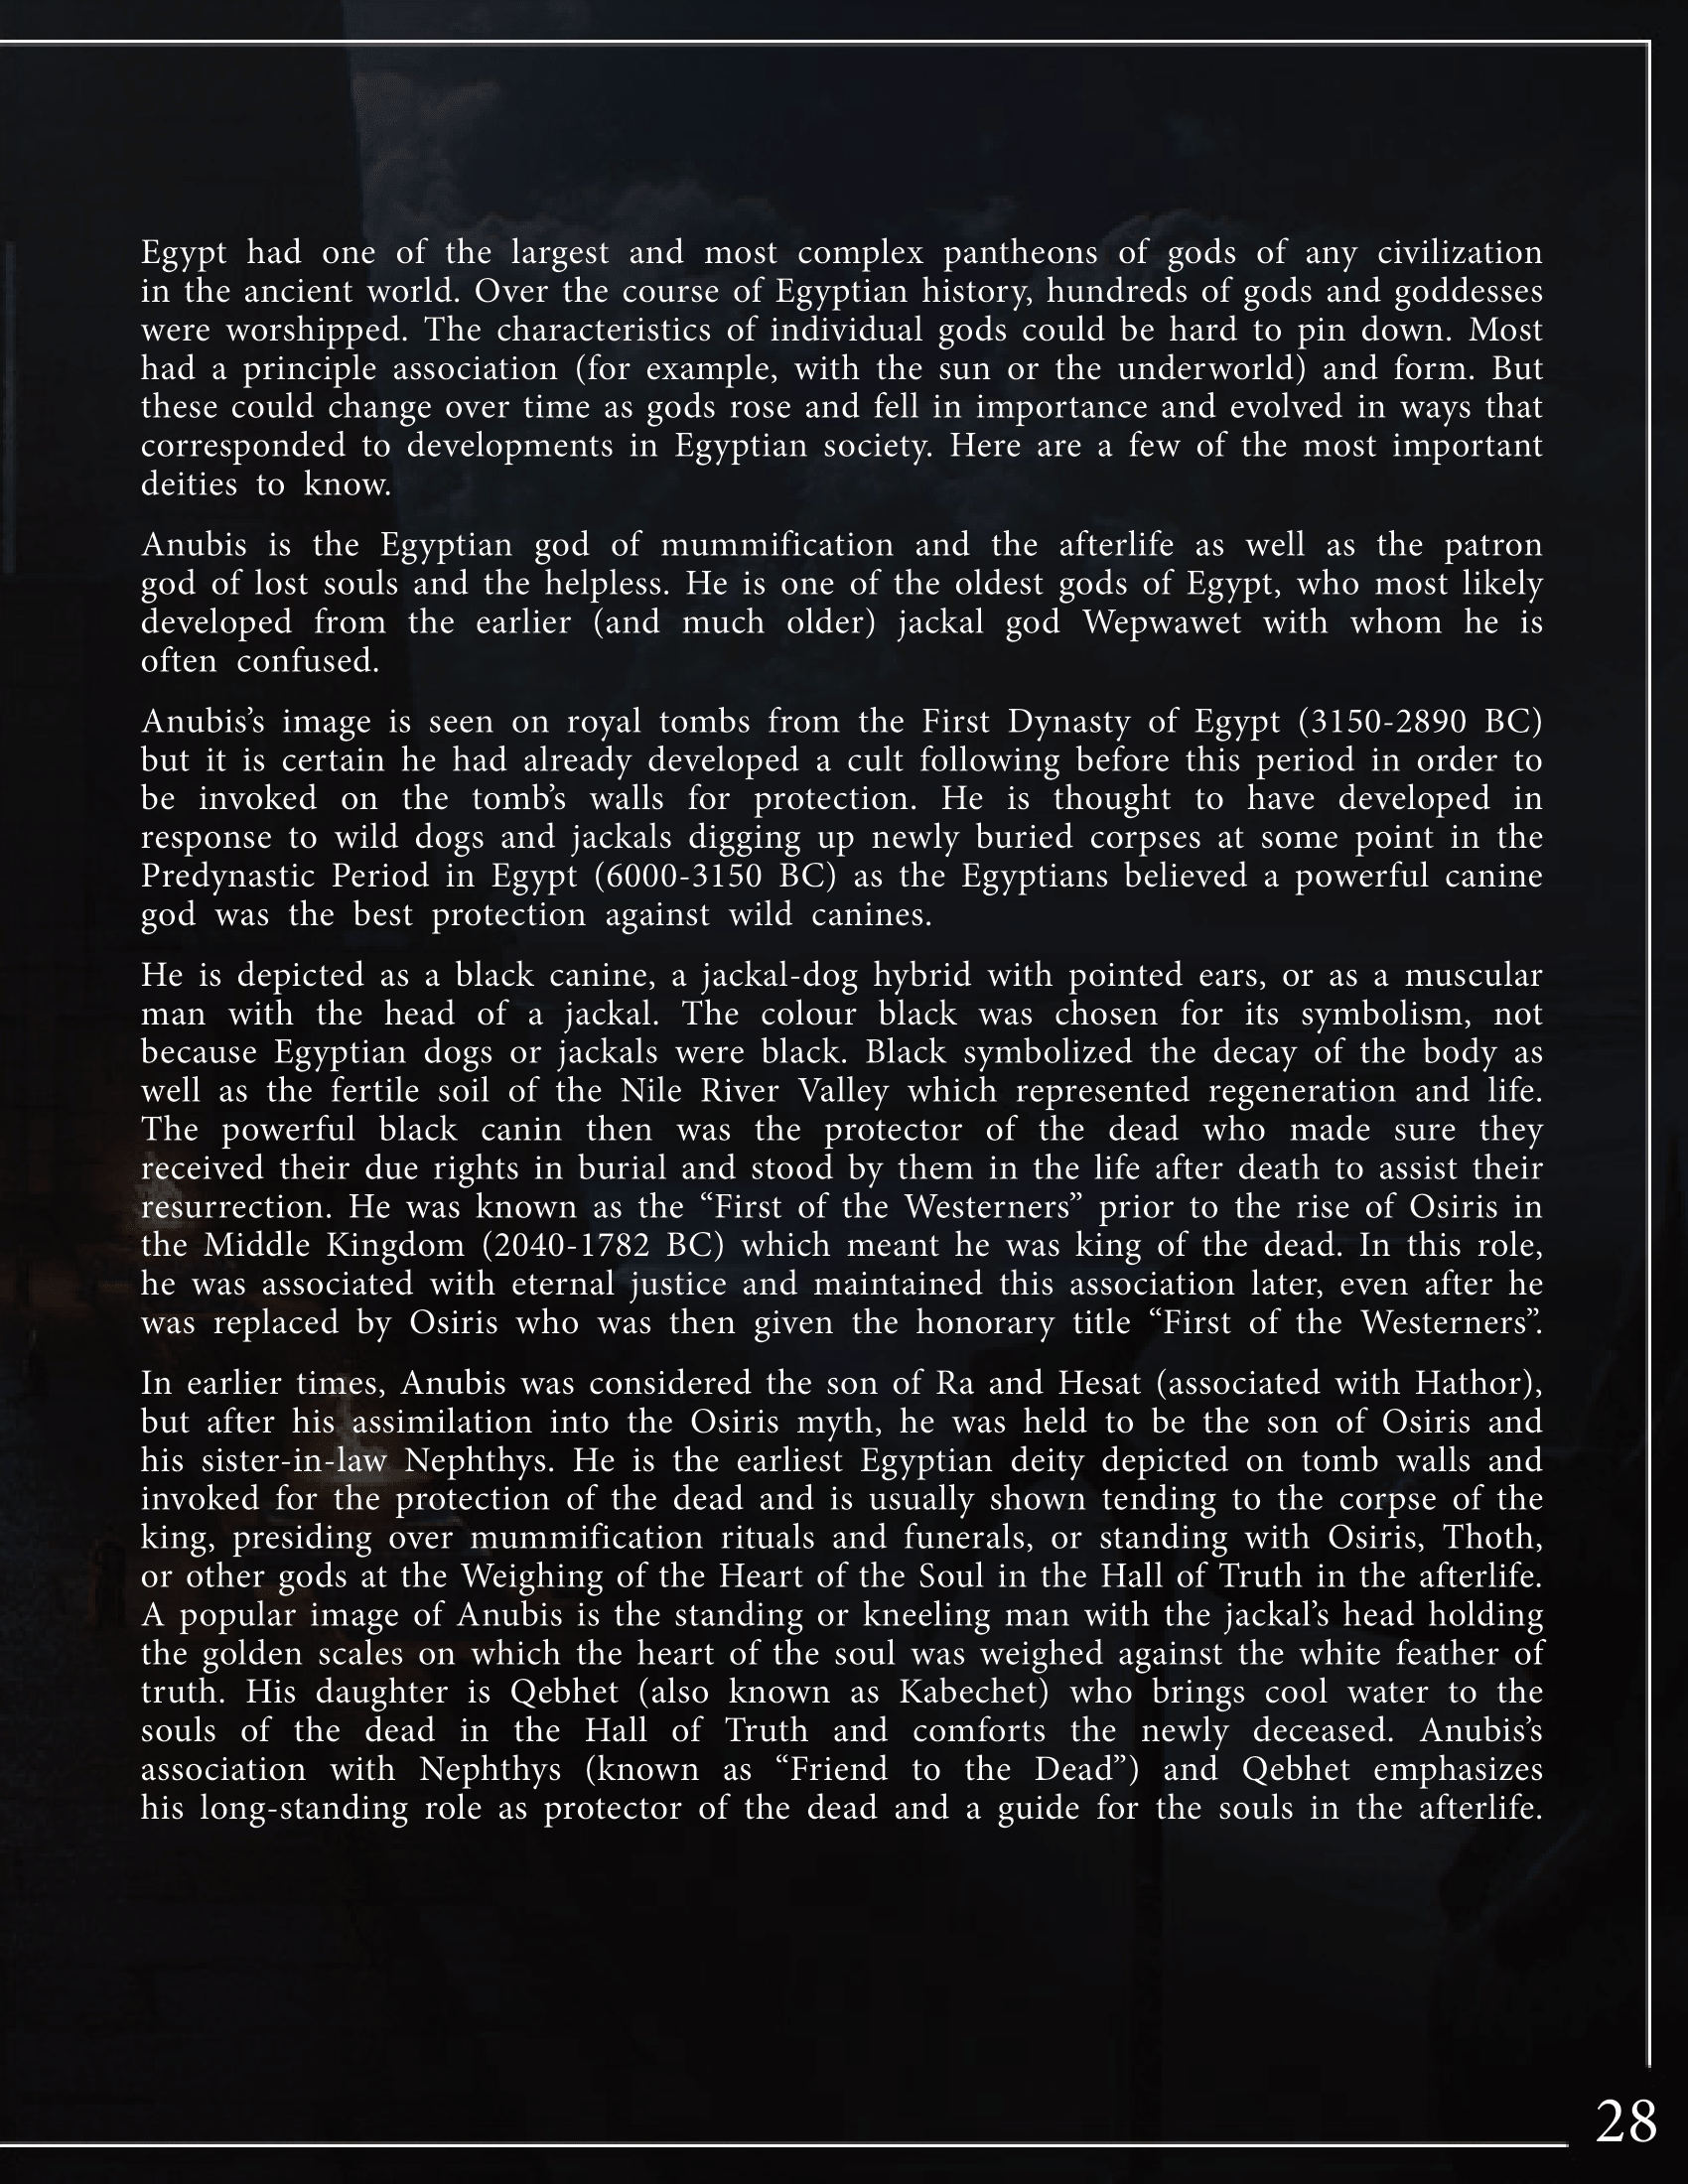 Egypt had one of the largest and most complex pantheons of gods of any civilization
in the ancient world. Over the course of Egyptian history, hundreds of gods and goddesses
were worshipped. The characteristics of individual gods could be hard to pin down. Most
had a principle association (for example, with the sun or the underworld) and form. But
these could change over time as gods rose and fell in importance and evolved in ways that
corresponded to developments in Egyptian society. Here are a few of the most important
deities to know.
Anubis is the Egyptian god of mummification and the afterlife as well as the patron
god of lost souls and the helpless. He is one of the oldest gods of Egypt, who most likely
developed from the earlier (and much older) jackal god Wepwawet with whom he is
often confused.
Anubis’s image is seen on royal tombs from the First Dynasty of Egypt (3150-2890 BC)
but it is certain he had already developed a cult following before this period in order to
be invoked on the tomb’s walls for protection. He is thought to have developed in
response to wild dogs and jackals digging up newly buried corpses at some point in the
Predynastic Period in Egypt (6000-3150 BC) as the Egyptians believed a powerful canine
god was the best protection against wild canines.
He is depicted as a black canine, a jackal-dog hybrid with pointed ears, or as a muscular
man with the head of a jackal. The colour black was chosen for its symbolism, not
because Egyptian dogs or jackals were black. Black symbolized the decay of the body as
well as the fertile soil of the Nile River Valley which represented regeneration and life.
The powerful black canin then was the protector of the dead who made sure they
received their due rights in burial and stood by them in the life after death to assist their
resurrection. He was known as the “First of the Westerners” prior to the rise of Osiris in
the Middle Kingdom (2040-1782 BC) which meant he was king of the dead. In this role,
he was associated with eternal justice and maintained this association later, even after he
was replaced by Osiris who was then given the honorary title “First of the Westerners”.
In earlier times, Anubis was considered the son of Ra and Hesat (associated with Hathor),
but after his assimilation into the Osiris myth, he was held to be the son of Osiris and
his sister-in-law Nephthys. He is the earliest Egyptian deity depicted on tomb walls and
invoked for the protection of the dead and is usually shown tending to the corpse of the
king, presiding over mummification rituals and funerals, or standing with Osiris, Thoth,
or other gods at the Weighing of the Heart of the Soul in the Hall of Truth in the afterlife.
A popular image of Anubis is the standing or kneeling man with the jackal’s head holding
the golden scales on which the heart of the soul was weighed against the white feather of
truth. His daughter is Qebhet (also known as Kabechet) who brings cool water to the
souls of the dead in the Hall of Truth and comforts the newly deceased. Anubis’s
association with Nephthys (known as “Friend to the Dead”) and Qebhet emphasizes
his long-standing role as protector of the dead and a guide for the souls in the afterlife.
28